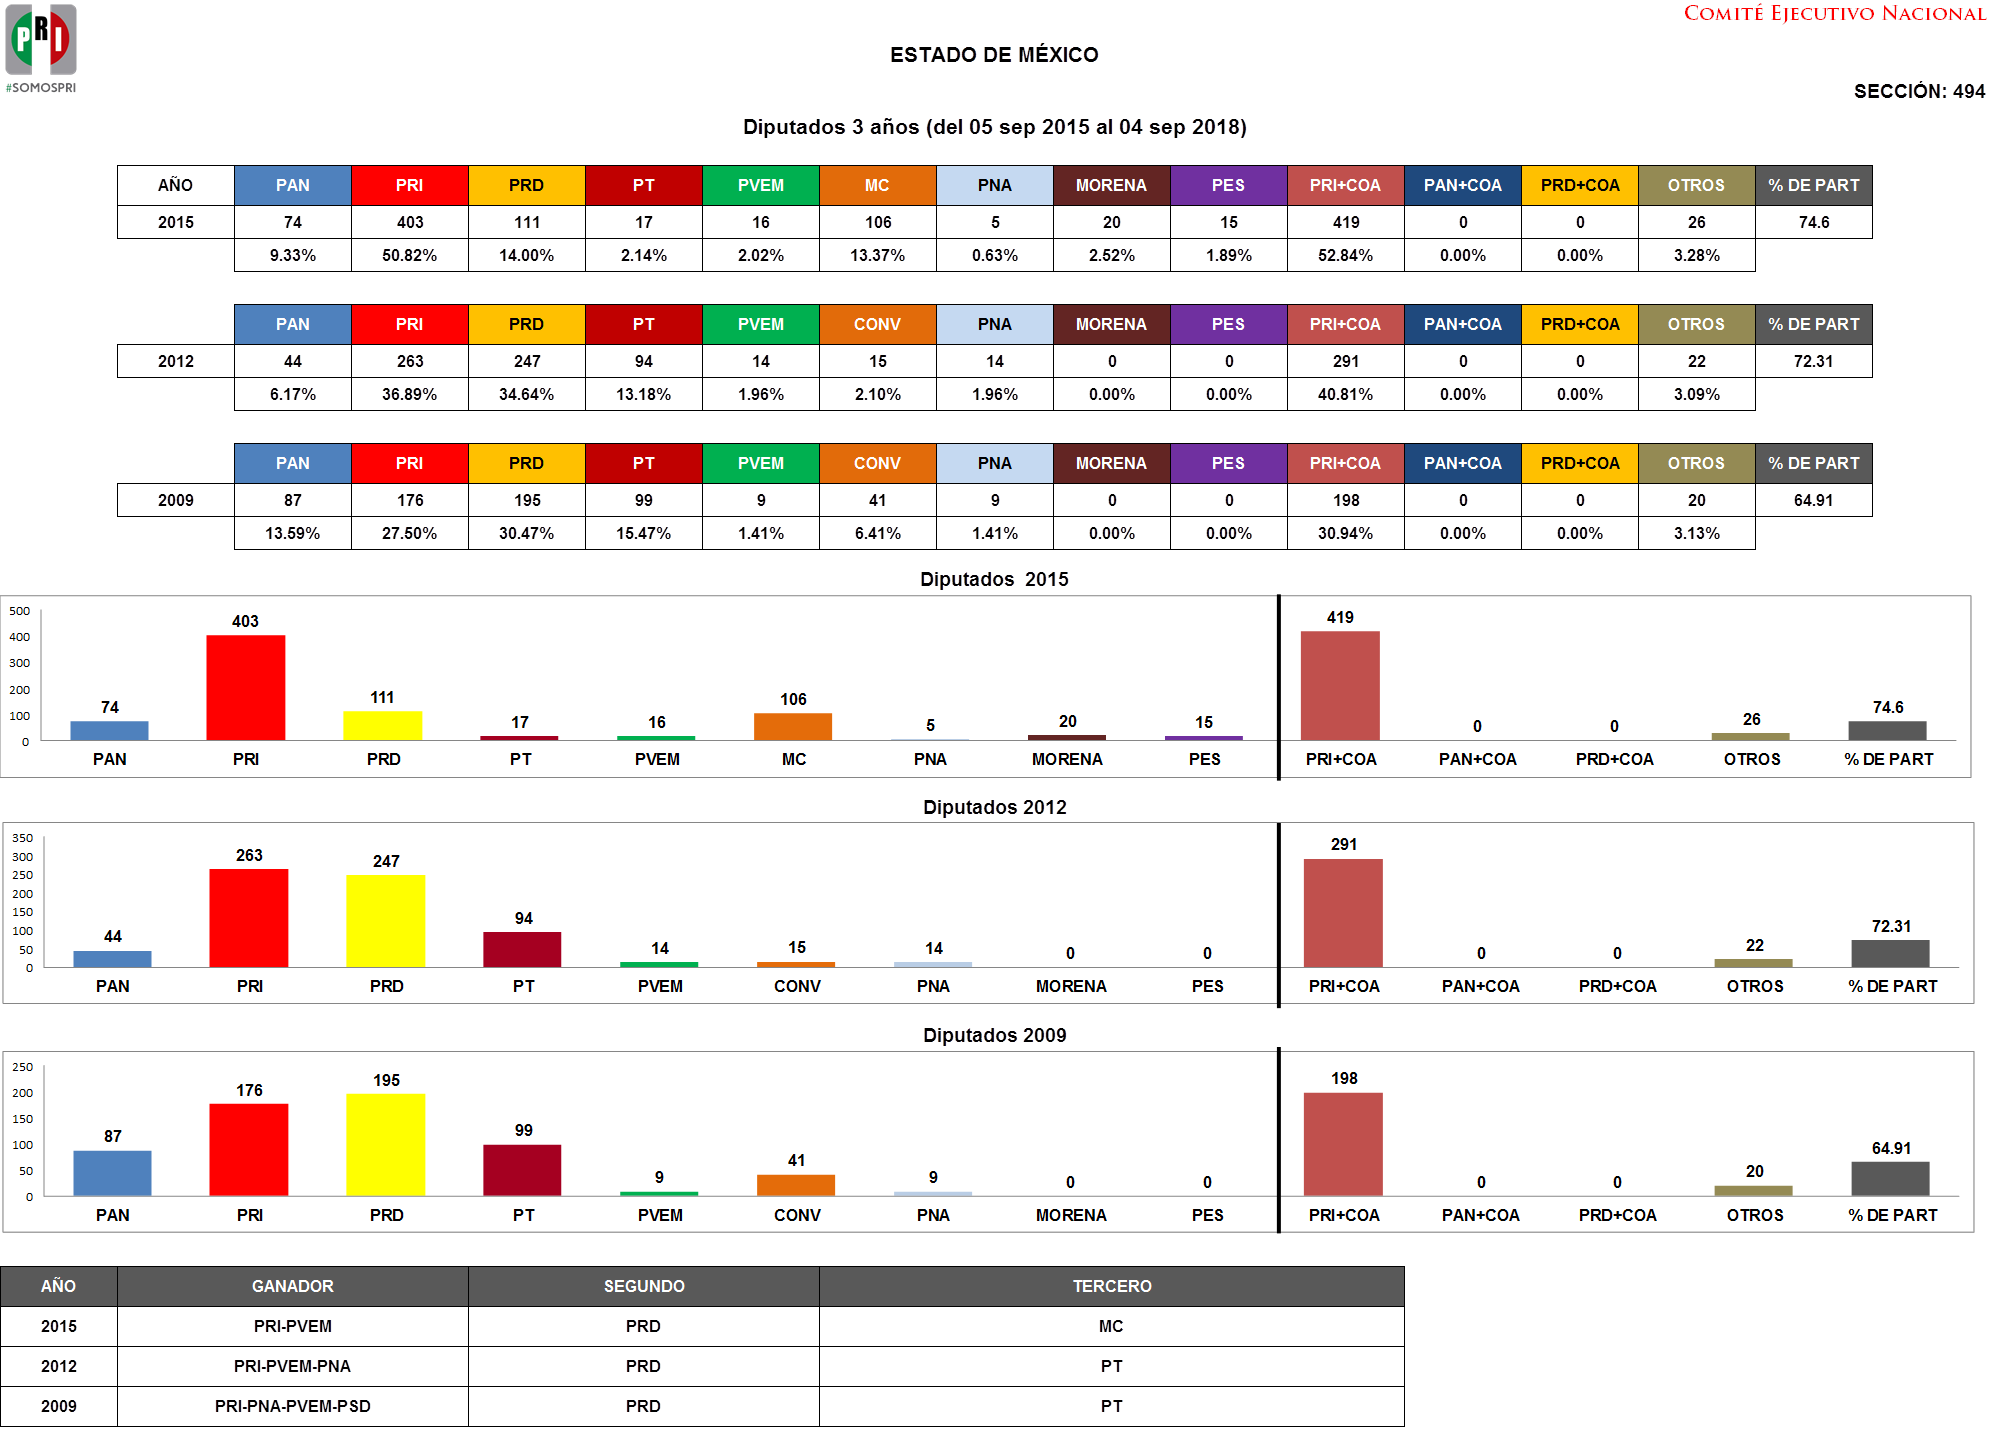 PRI
#SOMOSPRI
COMITÉ EJECUTIVO NACIONAL
ESTADO DE MÉXICO
SECCIÓN: 494
Diputados 3 años (del 05 sep 2015 al 04 sep 2018)
AÑO PAN PRI PRD PT PVEM MC PNA MORENA PES PRI+COA PAN+COA PRD+COA OTROS % DE PART
2015 74 403 111 17 16 106 5 20 15 419 0 0 26 74.6
9.33% 50.82% 14.00% 2.14% 2.02% 13.37% 0.63% 2.52% 1.89% 52.84% 0.00% 0.00% 3.28%
PAN PRI PRD PT PVEM CONV PNA MORENA PES PRI+COA PAN+COA PRD+COA OTROS % DE PART
2012 44 263 247 94 14 15 14 0 0 291 0 0 22 72.31
6.17% 36.89% 34.64% 13.18% 1.96% 2.10% 1.96% 0.00% 0.00% 40.81% 0.00% 0.00% 3.09%
PAN PRI PRD PT PVEM CONV PNA MORENA PES PRI+COA PAN+COA PRD+COA OTROS % DE PART
2009 87 176 195 99 9 41 9 0 0 198 0 0 20 64.91
13.59% 27.50% 30.47% 15.47% 1.41% 6.41% 1.41% 0.00% 0.00% 30.94% 0.00% 0.00% 3.13%
Diputados 2015
500
400
300
200
100
0
74 403 111 17 16 106 5 20 15 419 0 0 26 74.6
PAN PRI PRD PT PVEM MC PNA MORENA PES PRI+COA PAN+COA PRD+COA OTROS % DE PART
Diputados 2012
350
300
250
200
150
100
50
0
44 263 247 94 14 15 14 0 0 291 0 0 22 72.31
PAN PRI PRD PT PVEM CONV PNA MORENA PES PRI+COA PAN+COA PRD+COA OTROS % DE PART
Diputados 2009
250
200
150
100
50
0
87 176 195 99 9 41 9 0 0 198 0 0 20 64.91
PAN PRI PRD PT PVEM CONV PNA MORENA PES PRI+COA PAN+COA PRD+COA OTROS % DE PART
AÑO GANADOR SEGUNDO TERCERO
2015 PRI-PVEM PRD MC
2012 PRI-PVEM-PNA PRD PT
2009 PRI-PNA-PVEM-PSD PRD PT